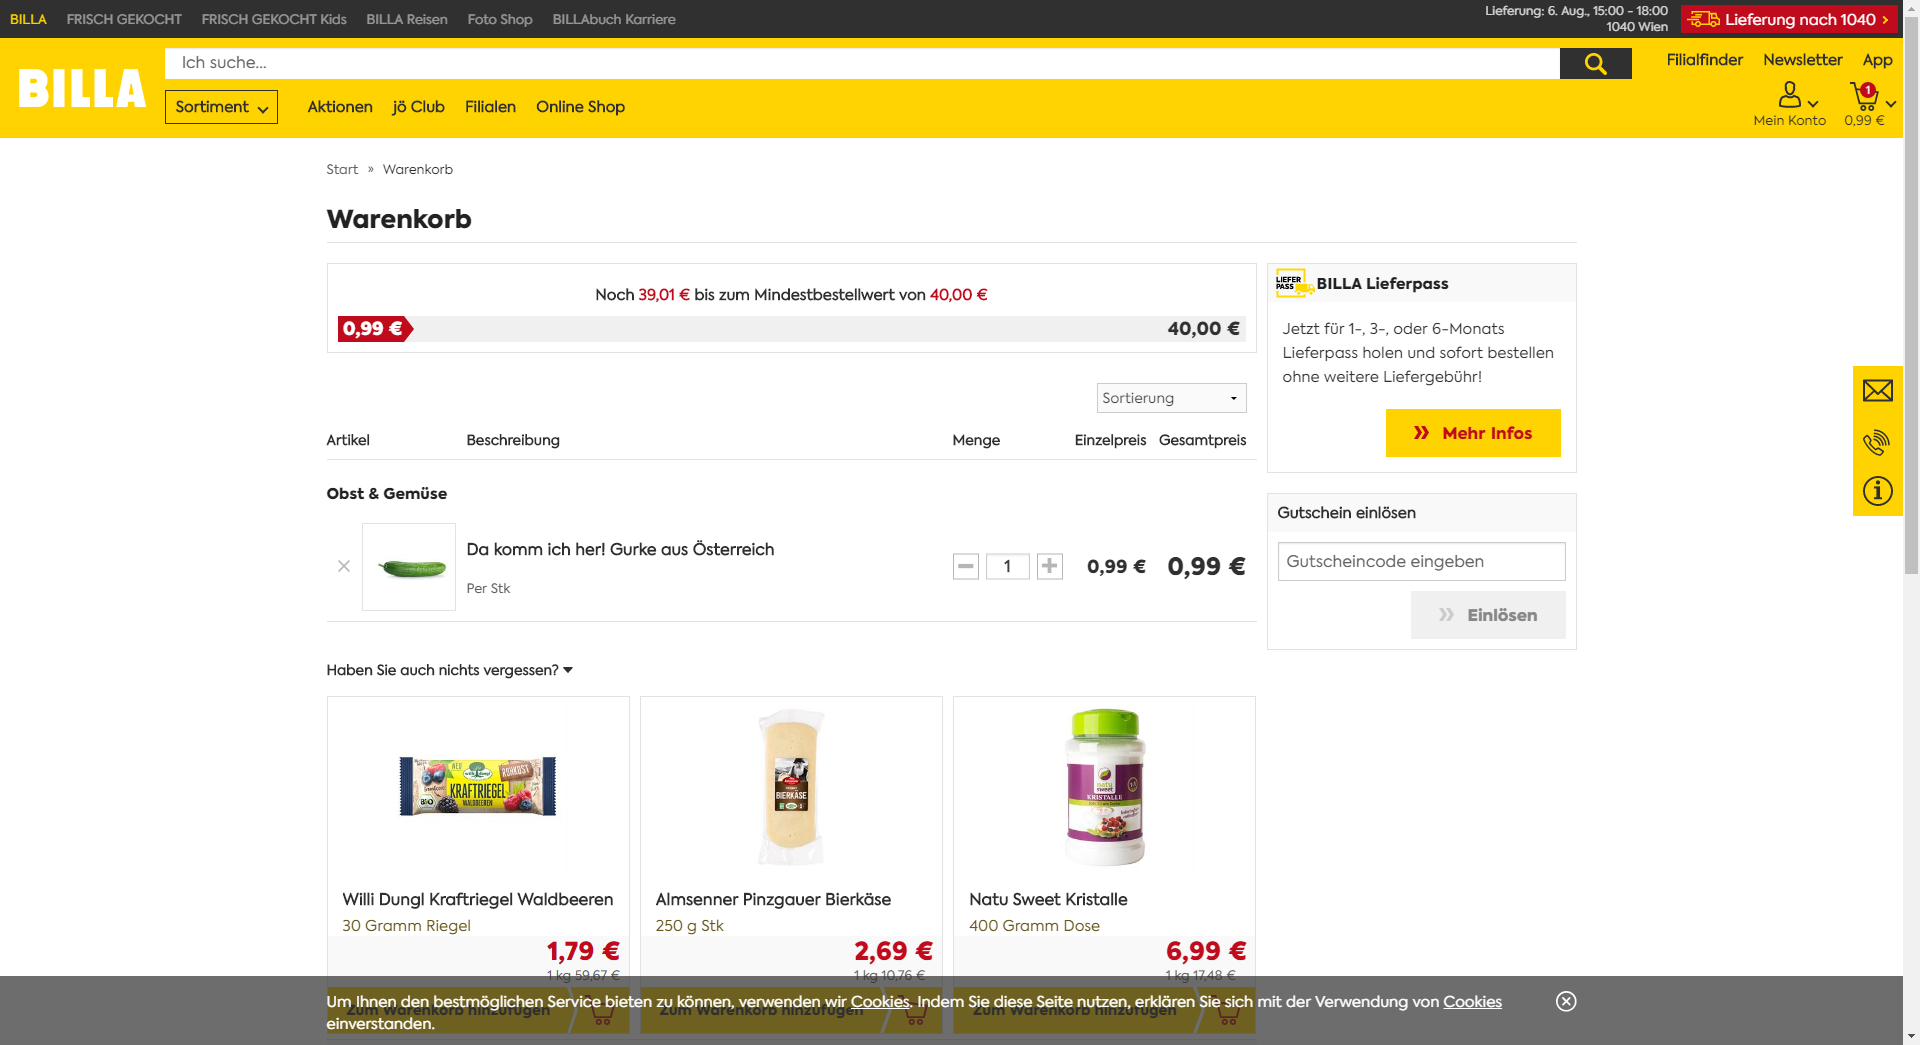 BILLA FRISCH GEKOCHT FRISCH GEKOCHT Kids BILLA Reisen Foto Shop BILLAbuch Karriere
Lieferung: 6. Aug., 15:00 - 18:00
1040 Wien
Lieferung nach 1040
BILLA
Ich suche...
Filialfinder Newsletter App
Sortiment Aktionen jö Club Filialen Online Shop
1
Mein Konto 0,99 €
Start » Warenkorb
Warenkorb
Noch 39,01 € bis zum Mindestbestellwert von 40,00 €
0,99 € 40,00 €
Sortierung
Artikel Beschreibung Menge Einzelpreis Gesamtpreis
Obst & Gemüse
Da komm ich her! Gurke aus Österreich
1 0,99 € 0,99 €
Per Stk
LIEFER
PASS
BILLA Lieferpass
Jetzt für 1-, 3-, oder 6-Monats
Lieferpass holen und sofort bestellen
ohne weitere Liefergebühr!
Mehr Infos
Gutschein einlösen
Gutscheincode eingeben
Einlösen
Haben Sie auch nichts vergessen?
NEU
ROHKOST
KRAFTRIEGEL
WALDBEEREN
BIO
BIERKÄSE
natu
sweet
KRISTALLE
Willi Dungl Kraftriegel Waldbeeren
30 Gramm Riegel
1,79 €
1 kg 59,67 €
Zum Warenkorb hinzufügen
Almsenner Pinzgauer Bierkäse
250 g Stk
2,69 €
1 kg 10,76 €
Zum Warenkorb hinzufügen
Natu Sweet Kristalle
400 Gramm Dose
6,99 €
1 kg 17,48 €
Zum Warenkorb hinzufügen
Um Ihnen den bestmöglichen Service bieten zu können, verwenden wir Cookies. Indem Sie diese Seite nutzen, erklären Sie sich mit der Verwendung von Cookies
einverstanden.